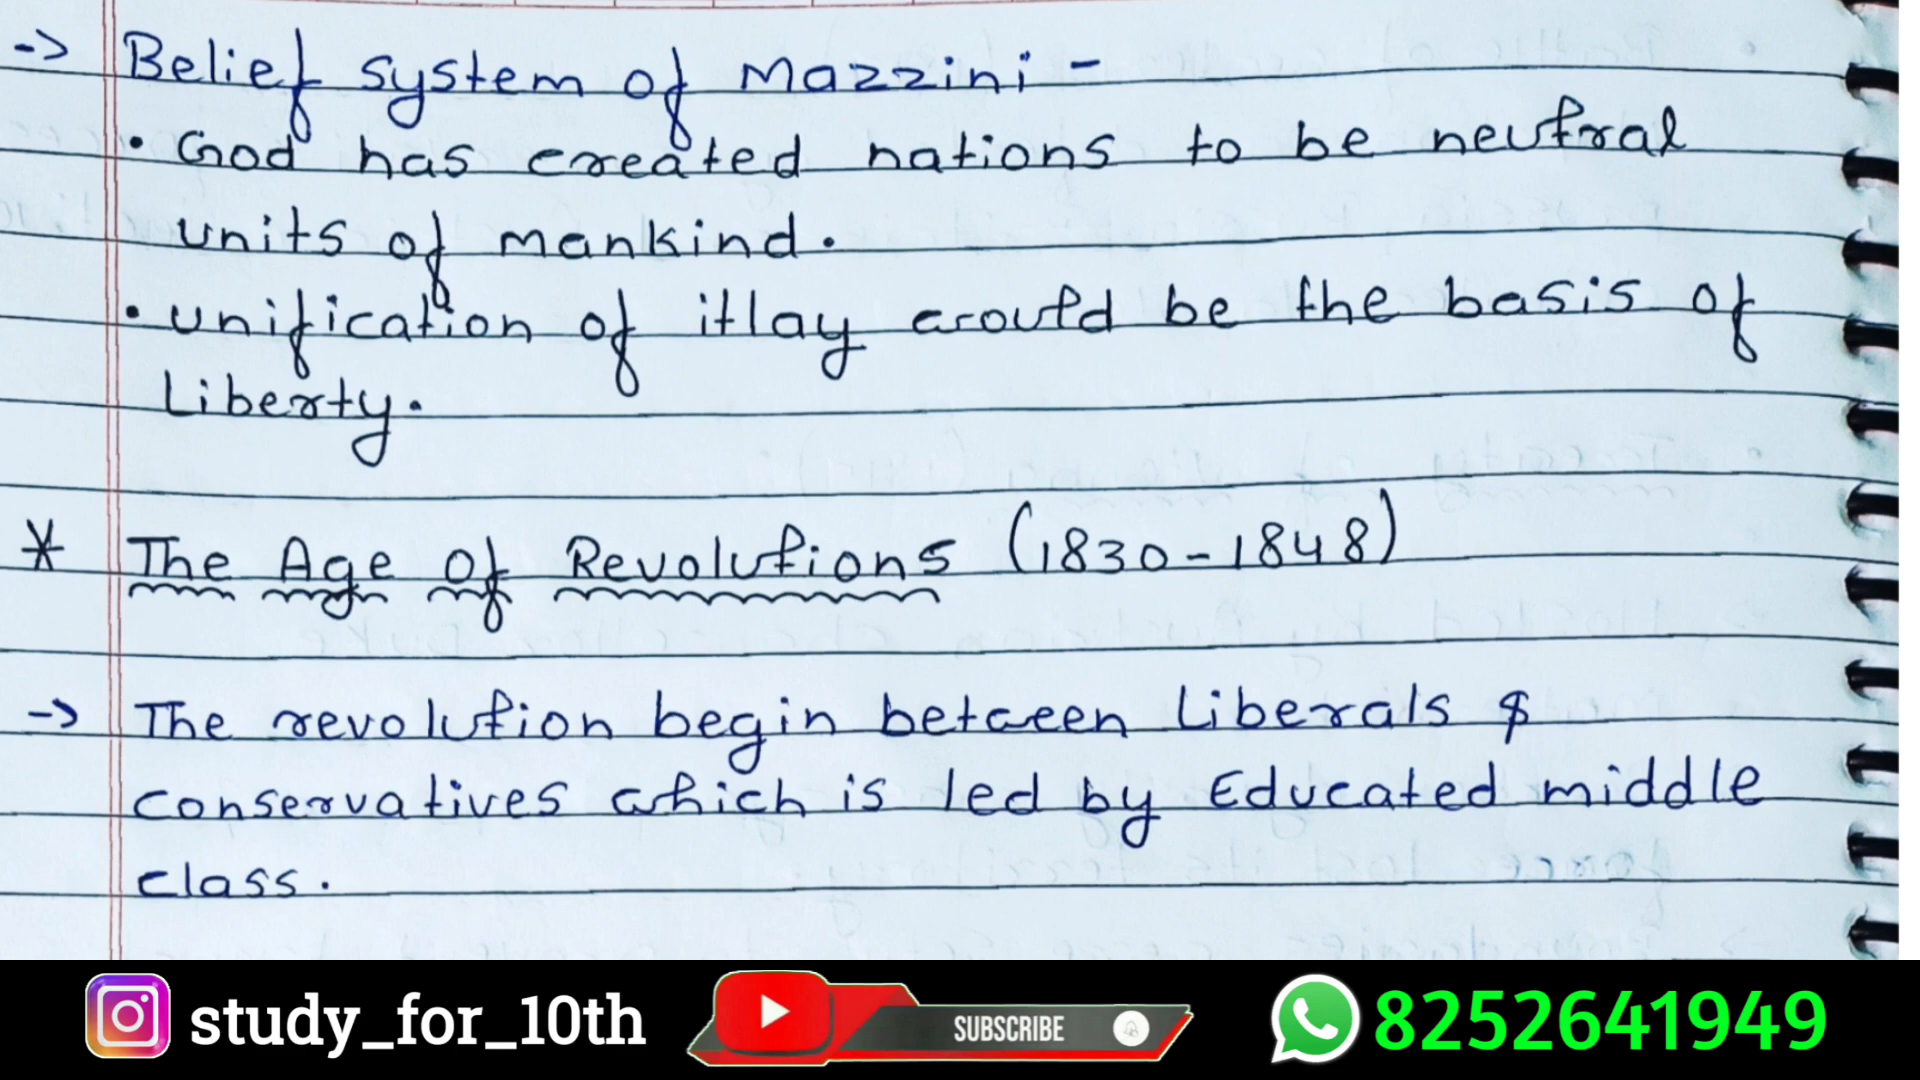 -> Belief system of Mazzini -
• God has created nations to be neutral
units of mankind.
• unification of itlay would be the basis of
Liberty.
* The Age of Revolutions (1830-1848)
-> The revolution begin between Liberals &
conservatives which is led by Educated middle
class.
study_for_10th SUBSCRIBE 8252641949